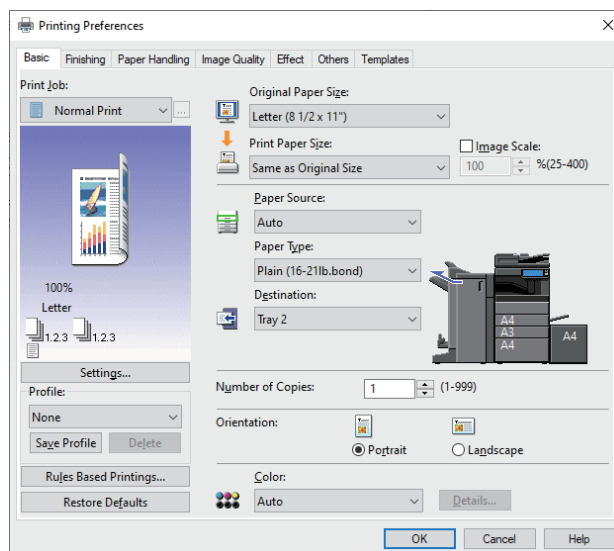 Printing Preferences
Basic Finishing Paper Handling Image Quality Effect Others Templates
Print Job:
Normal Print ...
100%
Letter
1.2.3 1.2.3
Settings...
Profile:
None
Save Profile Delete
Rules Based Printings...
Restore Defaults
Original Paper Size:
Letter (8 1/2 x 11")
Print Paper Size:
Same as Original Size
Image Scale:
100 %(25-400)
Paper Source:
Auto
Paper Type:
Plain (16-21lb.bond)
Destination:
Tray 2
A4
A3
A4
A4
Number of Copies:
1 (1-999)
Orientation:
Portrait Landscape
Color:
Auto Details...
OK Cancel Help